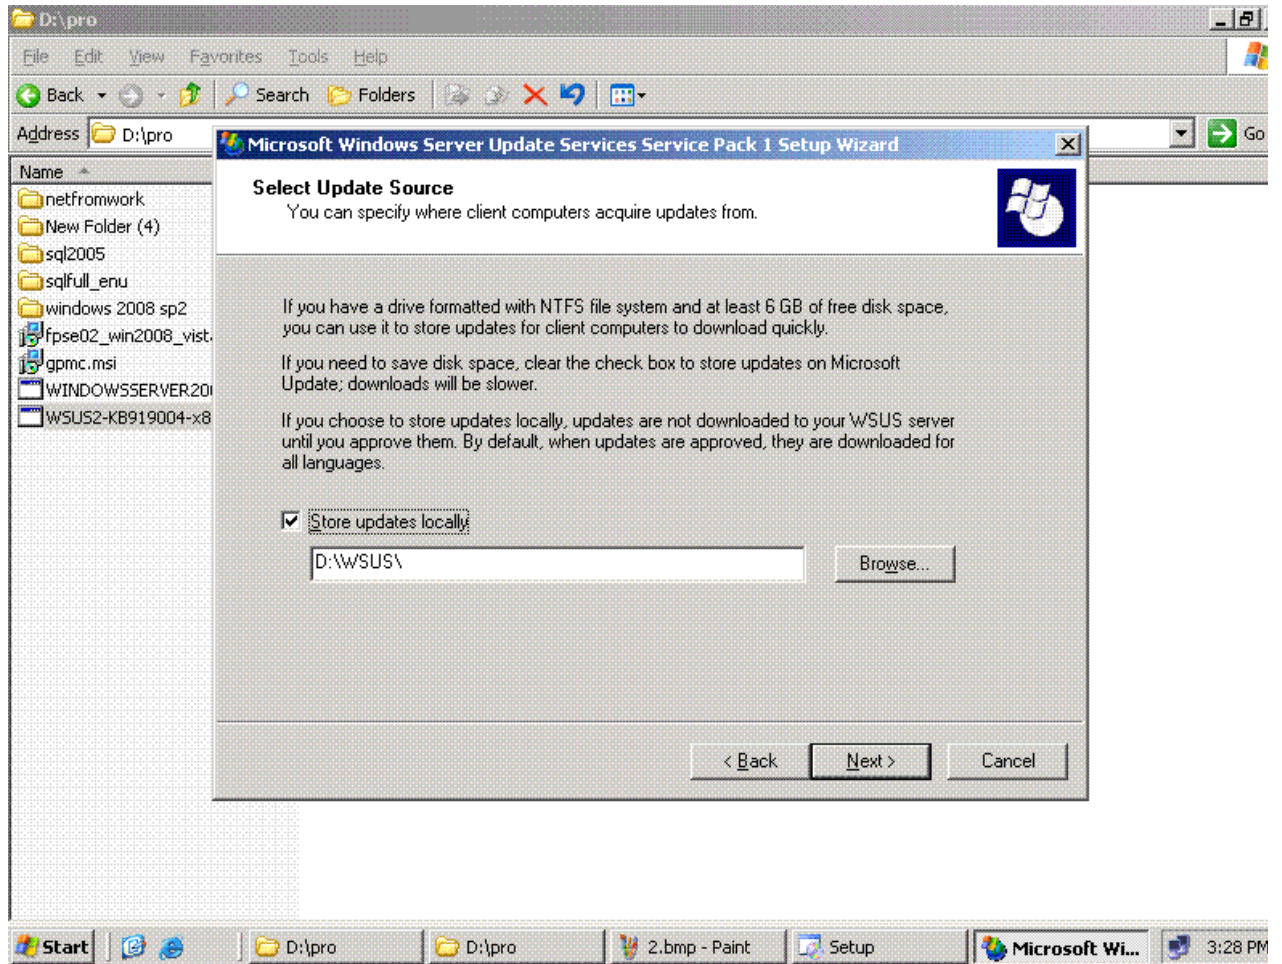 D:\pro
File Edit View Favorites Tools Help
Back Search Folders
Address D:\pro Go
Microsoft Windows Server Update Services Service Pack 1 Setup Wizard
Name
Select Update Source
You can specify where client computers acquire updates from.
netfromwork
New Folder (4)
sql2005
sqlfull_enu
windows 2008 sp2
fpse02_win2008_vist
gpmc.msi
WINDOWSSERVER20
WSUS2-KB919004-x8
If you have a drive formatted with NTFS file system and at least 6 GB of free disk space,
you can use it to store updates for client computers to download quickly.
If you need to save disk space, clear the check box to store updates on Microsoft
Update; downloads will be slower.
If you choose to store updates locally, updates are not downloaded to your WSUS server
until you approve them. By default, when updates are approved, they are downloaded for
all languages.
Store updates locally
D:\WSUS\
Browse...
< Back Next > Cancel
Start D:\pro D:\pro 2.bmp - Paint Setup Microsoft Wi... 3:28 PM